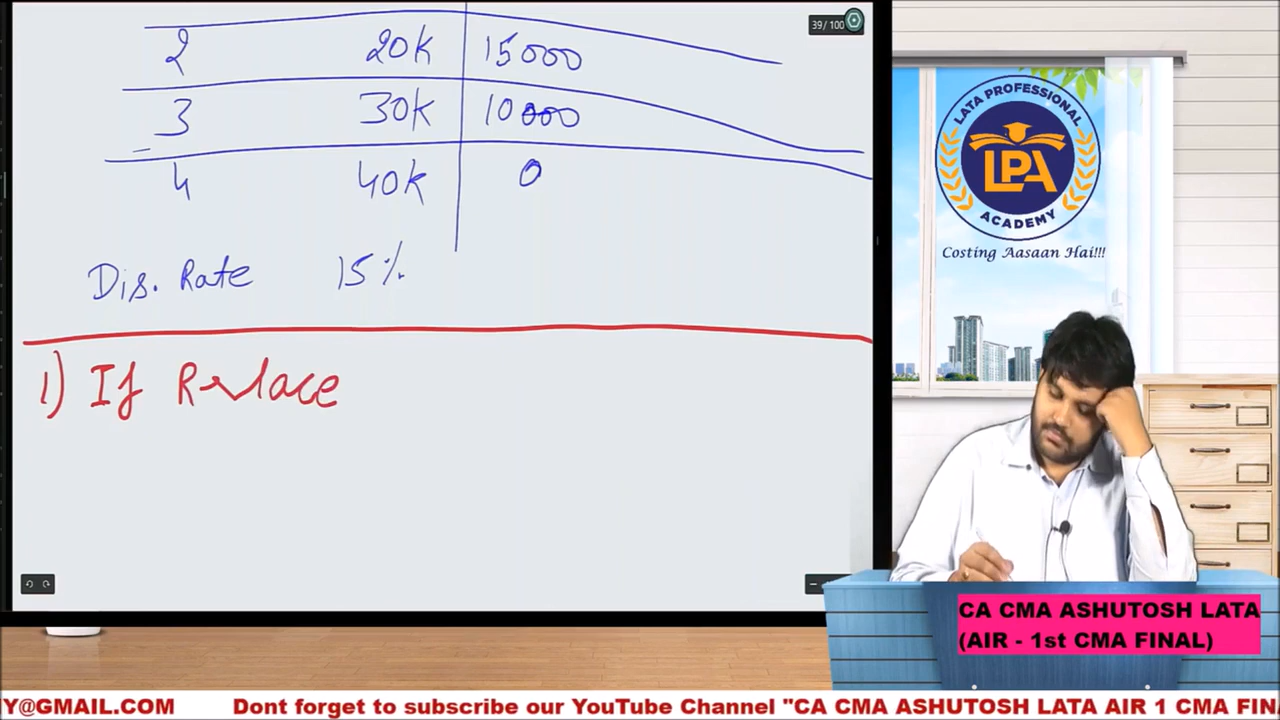 39/100
2 20k 15000
3 30k 10000
4 40k 0
Dis. Rate 15%
1) If Replace
LATA PROFESSIONAL
LPA
ACADEMY
Costing Aasaan Hai!!!
CA CMA ASHUTOSH LATA
(AIR - 1st CMA FINAL)
Y@GMAIL.COM Dont forget to subscribe our YouTube Channel "CA CMA ASHUTOSH LATA AIR 1 CMA FIN